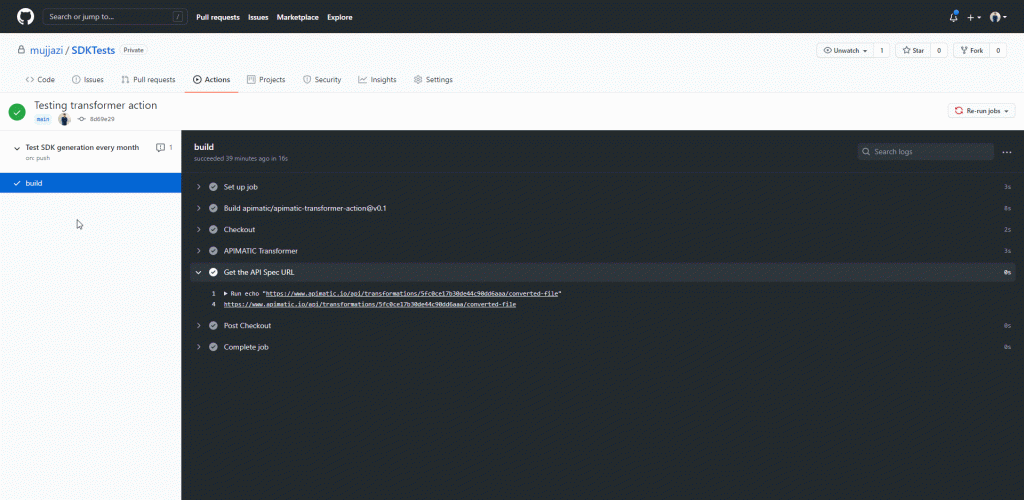 Search or jump to... / Pull requests Issues Marketplace Explore
mujjazi / SDKTests Private Unwatch 1 Star 0 Fork 0
Code Issues Pull requests Actions Projects Security Insights Settings
Testing transformer action
main 8d69e29
Re-run jobs
Test SDK generation every month 1
on: push
build
build
succeeded 39 minutes ago in 16s
Search logs
Set up job 3s
Build apimatic/apimatic-transformer-action@v0.1 8s
Checkout 2s
APIMATIC Transformer 3s
Get the API Spec URL 0s
1 Run echo "https://www.apimatic.io/api/transformations/5fc0ce17b30de44c90dd6aaa/converted-file"
4 https://www.apimatic.io/api/transformations/5fc0ce17b30de44c90dd6aaa/converted-file
Post Checkout 0s
Complete job 0s